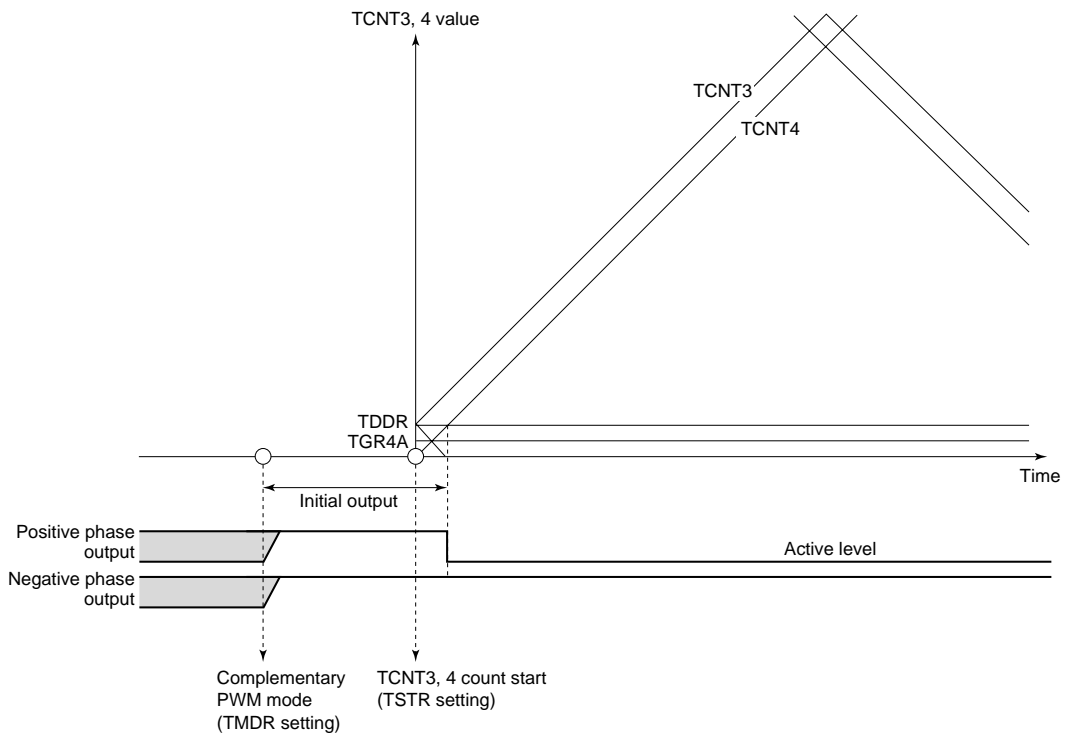 TCNT3, 4 value
TCNT3
TCNT4
TDDR
TGR4A
Time
Initial output
Positive phase
output
Active level
Negative phase
output
Complementary
PWM mode
(TMDR setting)
TCNT3, 4 count start
(TSTR setting)